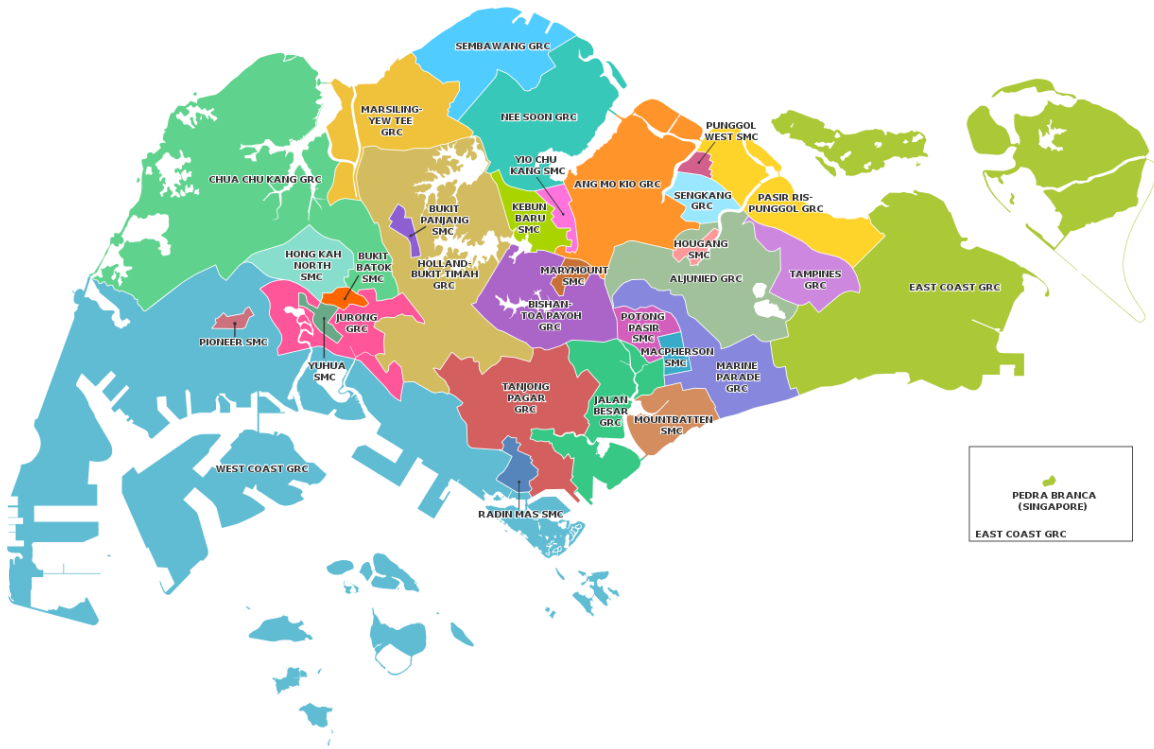 SEMBAWANG GRC
MARSILING-
YEW TEE
GRC
NEE SOON GRC
PUNGGOL
WEST SMC
YIO CHU
KANG SMC
CHUA CHU KANG GRC
ANG MO KIO GRC
SENGKANG
GRC
PASIR RIS-
PUNGGOL GRC
BUKIT
PANJANG
SMC
KEBUN
BARU
SMC
HOUGANG
SMC
HONG KAH
NORTH
SMC
BUKIT
BATOK
SMC
HOLLAND-
BUKIT-TIMAH
GRC
MARYMOUNT
SMC
ALJUNIED GRC
TAMPINES
GRC
EAST COAST GRC
BISHAN-
TOA PAYOH
GRC
JURONG
GRC
POTONG
PASIR
SMC
PIONEER SMC
MACPHERSON
SMC
YUHUA
SMC
MARINE
PARADE
GRC
TANJONG
PAGAR
GRC
JALAN
BESAR
GRC
MOUNTBATTEN
SMC
WEST COAST GRC
RADIN MAS SMC
PEDRA BRANCA
(SINGAPORE)
EAST COAST GRC